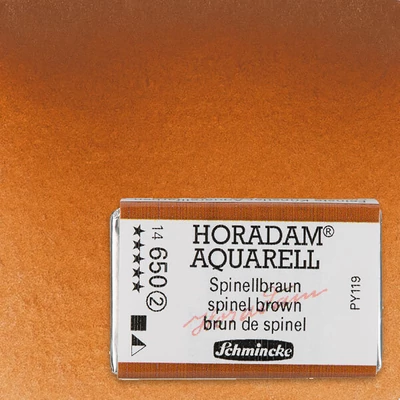 HORADAM®
AQUARELL
Spinellbraun
spinel brown
brun de spinel
Schmincke
14 650 2
PY119